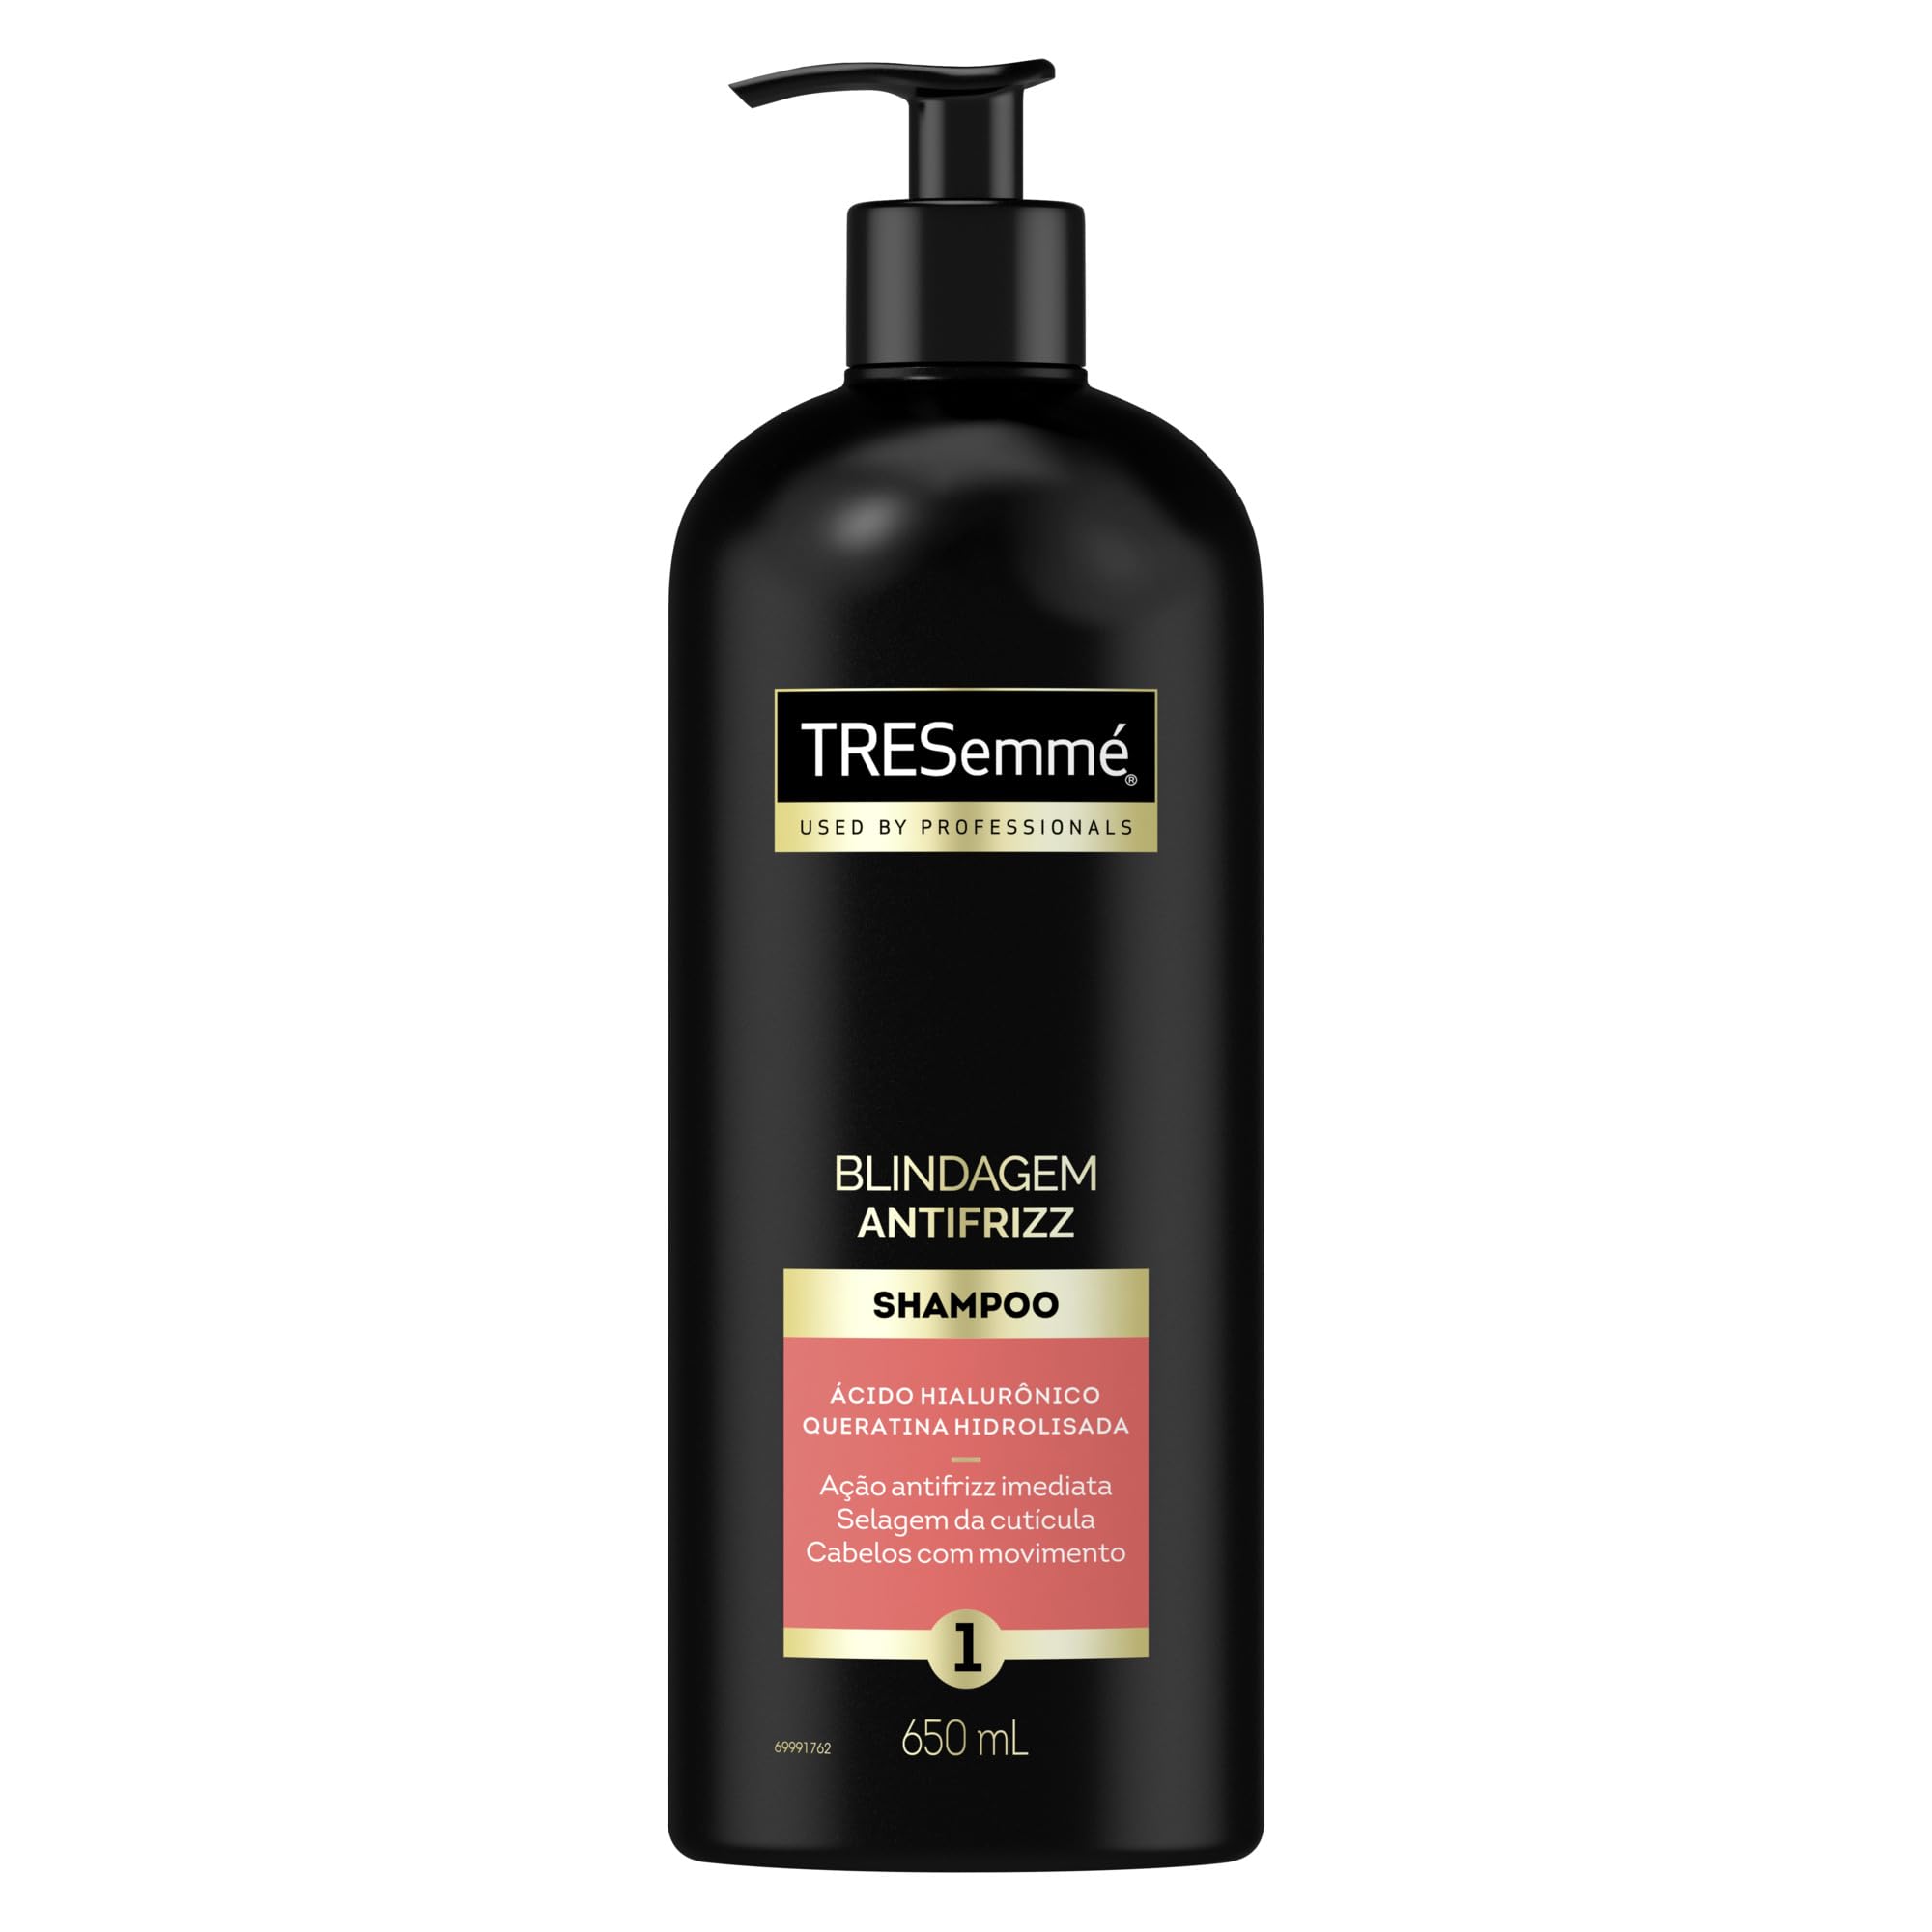 TRESemmé®
USED BY PROFESSIONALS
BLINDAGEM
ANTIFRIZZ
SHAMPOO
ÁCIDO HIALURÔNICO
QUERATINA HIDROLISADA
Ação antifrizz imediata
Selagem da cutícula
Cabelos com movimento
1
650 mL
69991762